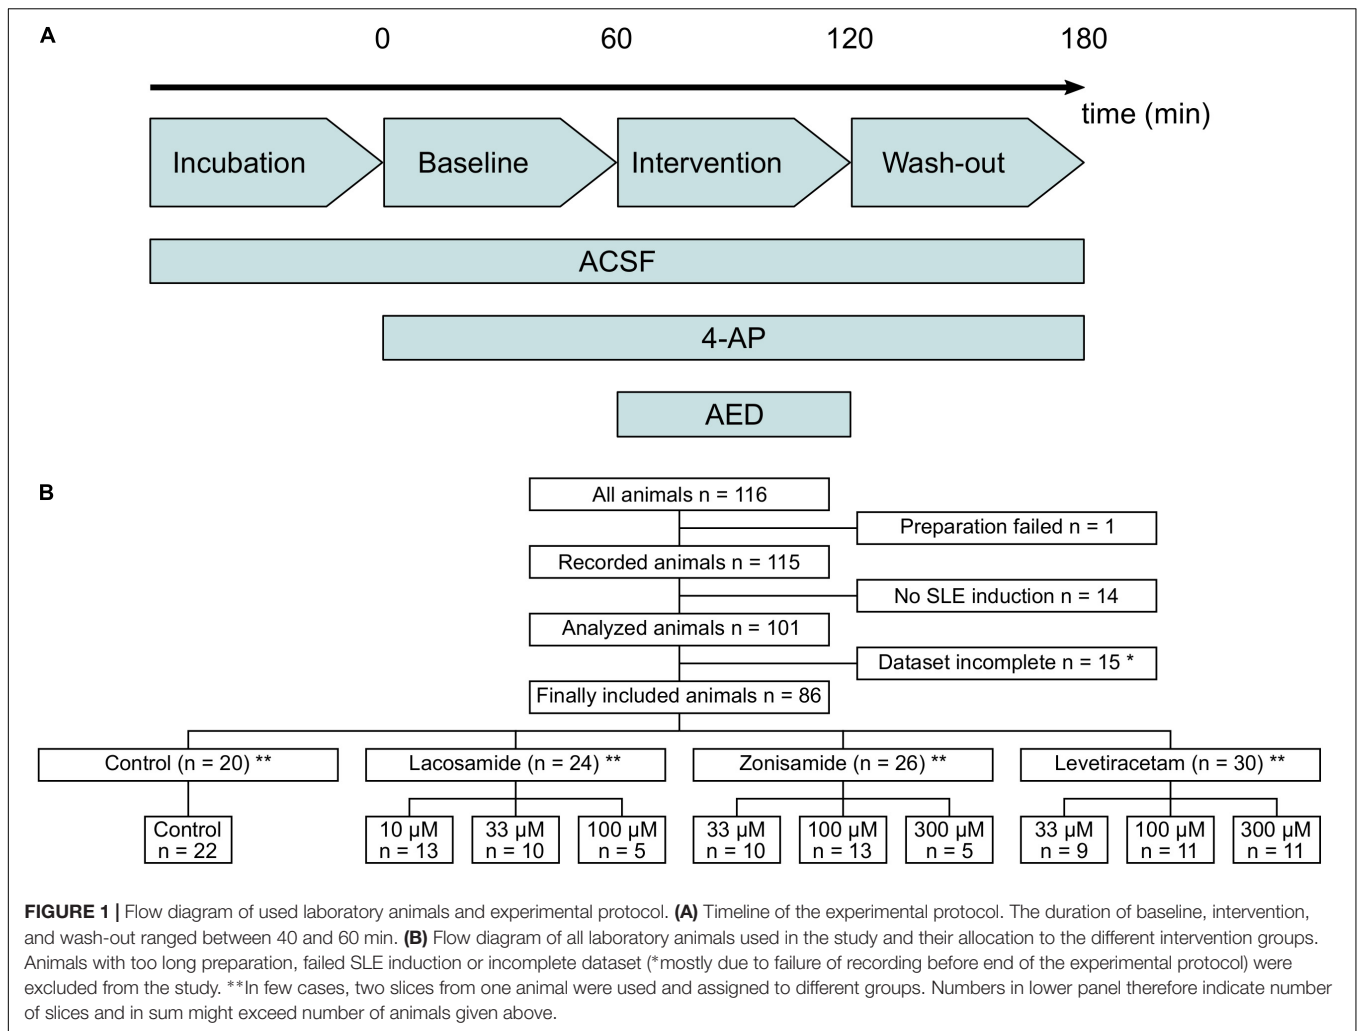 A
0 60 120 180
time (min)
Incubation Baseline Intervention Wash-out
ACSF
4-AP
AED
B
All animals n = 116
Preparation failed n = 1
Recorded animals n = 115
No SLE induction n = 14
Analyzed animals n = 101
Dataset incomplete n = 15 *
Finally included animals n = 86
Control (n = 20) ** Lacosamide (n = 24) ** Zonisamide (n = 26) ** Levetiracetam (n = 30) **
Control 10 µM 33 µM 100 µM 33 µM 100 µM 300 µM 33 µM 100 µM 300 µM
n = 22 n = 13 n = 10 n = 5 n = 10 n = 13 n = 5 n = 9 n = 11 n = 11
FIGURE 1 | Flow diagram of used laboratory animals and experimental protocol. (A) Timeline of the experimental protocol. The duration of baseline, intervention,
and wash-out ranged between 40 and 60 min. (B) Flow diagram of all laboratory animals used in the study and their allocation to the different intervention groups.
Animals with too long preparation, failed SLE induction or incomplete dataset (*mostly due to failure of recording before end of the experimental protocol) were
excluded from the study. **In few cases, two slices from one animal were used and assigned to different groups. Numbers in lower panel therefore indicate number
of slices and in sum might exceed number of animals given above.